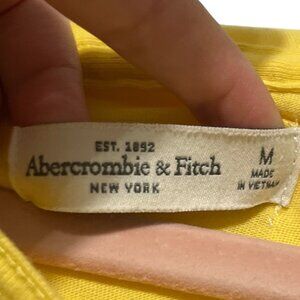 EST. 1892
Abercrombie & Fitch
NEW YORK
M
MADE
IN VIETNAM